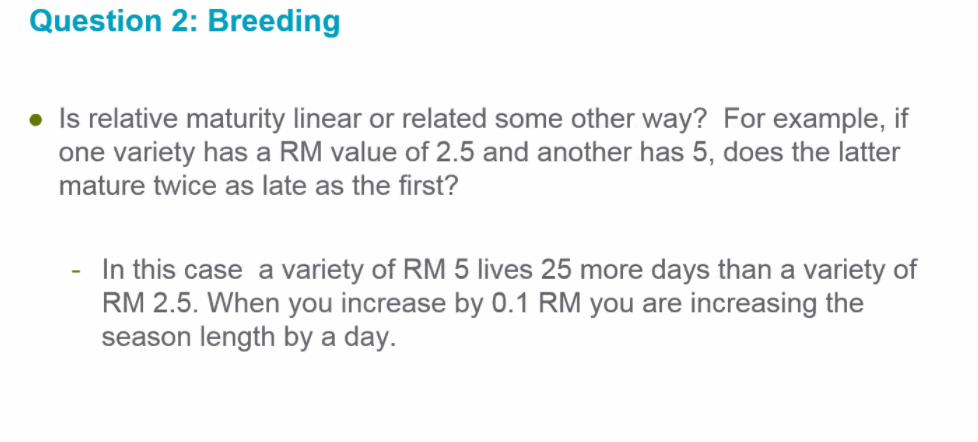 Question 2: Breeding
● Is relative maturity linear or related some other way?  For example, if
one variety has a RM value of 2.5 and another has 5, does the latter
mature twice as late as the first?
- In this case  a variety of RM 5 lives 25 more days than a variety of
RM 2.5. When you increase by 0.1 RM you are increasing the
season length by a day.